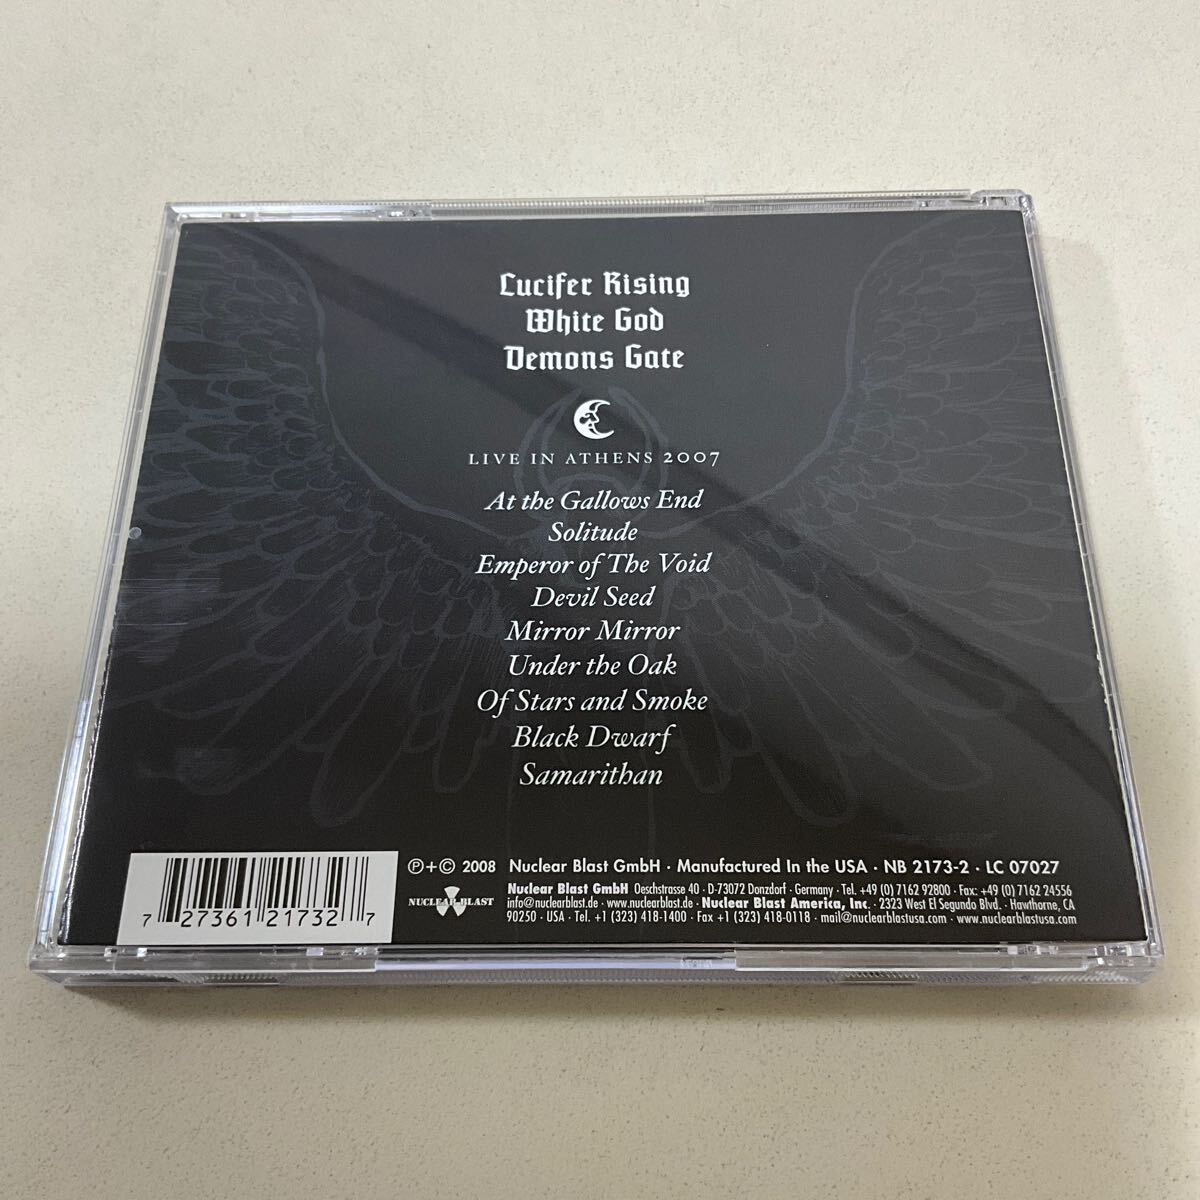 Lucifer Rising
White God
Demons Gate
LIVE IN ATHENS 2007
At the Gallows End
Solitude
Emperor of The Void
Devil Seed
Mirror Mirror
Under the Oak
Of Stars and Smoke
Black Dwarf
Samarithan
7 27361 21732 7
℗+© 2008 Nuclear Blast GmbH · Manufactured In the USA · NB 2173-2 · LC 07027
NUCLEAR BLAST
Nuclear Blast GmbH Oeschstrasse 40 · D-73072 Donzdorf · Germany · Tel. +49 (0) 7162 92800 · Fax: +49 (0) 7162 24556
info@nuclearblast.de · www.nuclearblast.de · Nuclear Blast America, Inc. · 2323 West El Segundo Blvd. · Hawthorne, CA
90250 · USA · Tel. +1 (323) 418-1400 · Fax +1 (323) 418-0118 · mail@nuclearblastusa.com · www.nuclearblastusa.com